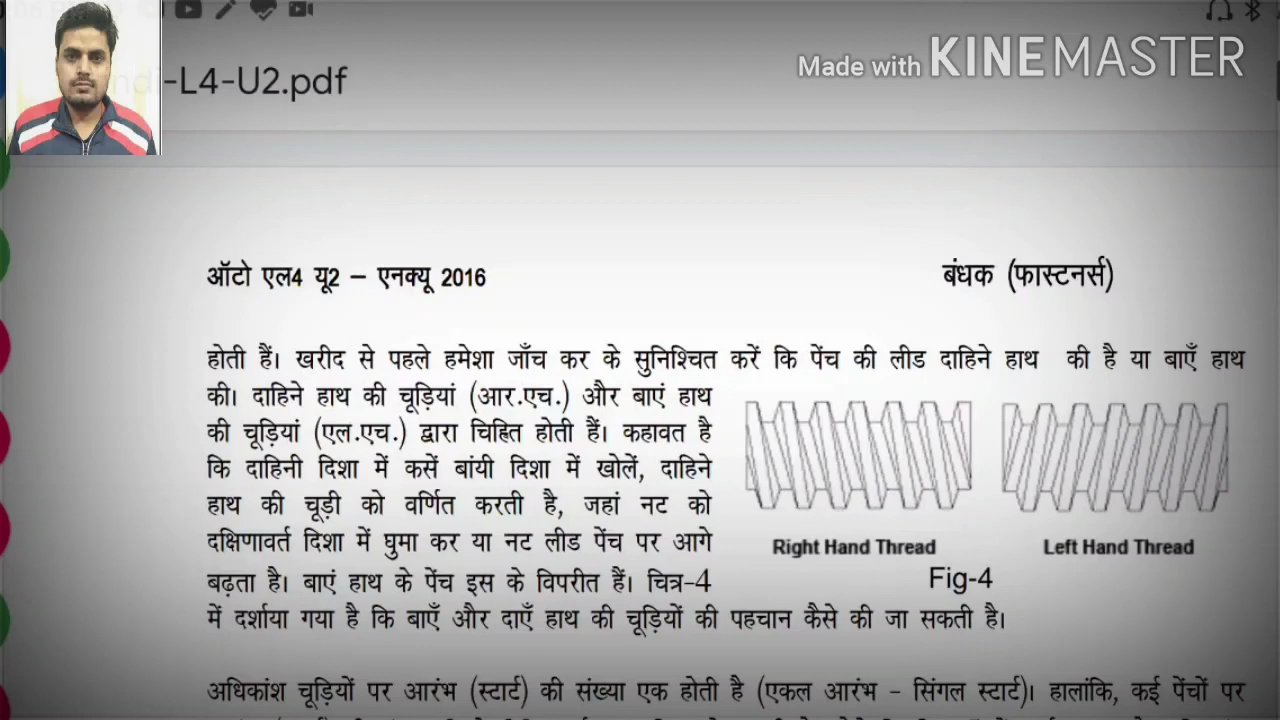 Made with KINEMASTER
ndi-L4-U2.pdf
ऑटो एल4 यू2 – एनक्यू 2016
बंधक (फास्टनर्स)
होती हैं। खरीद से पहले हमेशा जाँच कर के सुनिश्चित करें कि पेंच की लीड दाहिने हाथ की है या बाएँ हाथ
की। दाहिने हाथ की चूड़ियां (आर.एच.) और बाएं हाथ
की चूड़ियां (एल.एच.) द्वारा चिह्नित होती हैं। कहावत है
कि दाहिनी दिशा में कसें बांयी दिशा में खोलें, दाहिने
हाथ की चूड़ी को वर्णित करती है, जहां नट को
दक्षिणावर्त दिशा में घुमा कर या नट लीड पेंच पर आगे
बढ़ता है। बाएं हाथ के पेंच इस के विपरीत हैं। चित्र-4
में दर्शाया गया है कि बाएँ और दाएँ हाथ की चूड़ियों की पहचान कैसे की जा सकती है।
Right Hand Thread
Left Hand Thread
Fig-4
अधिकांश चूड़ियों पर आरंभ (स्टार्ट) की संख्या एक होती है (एकल आरंभ - सिंगल स्टार्ट)। हालांकि, कई पेंचों पर